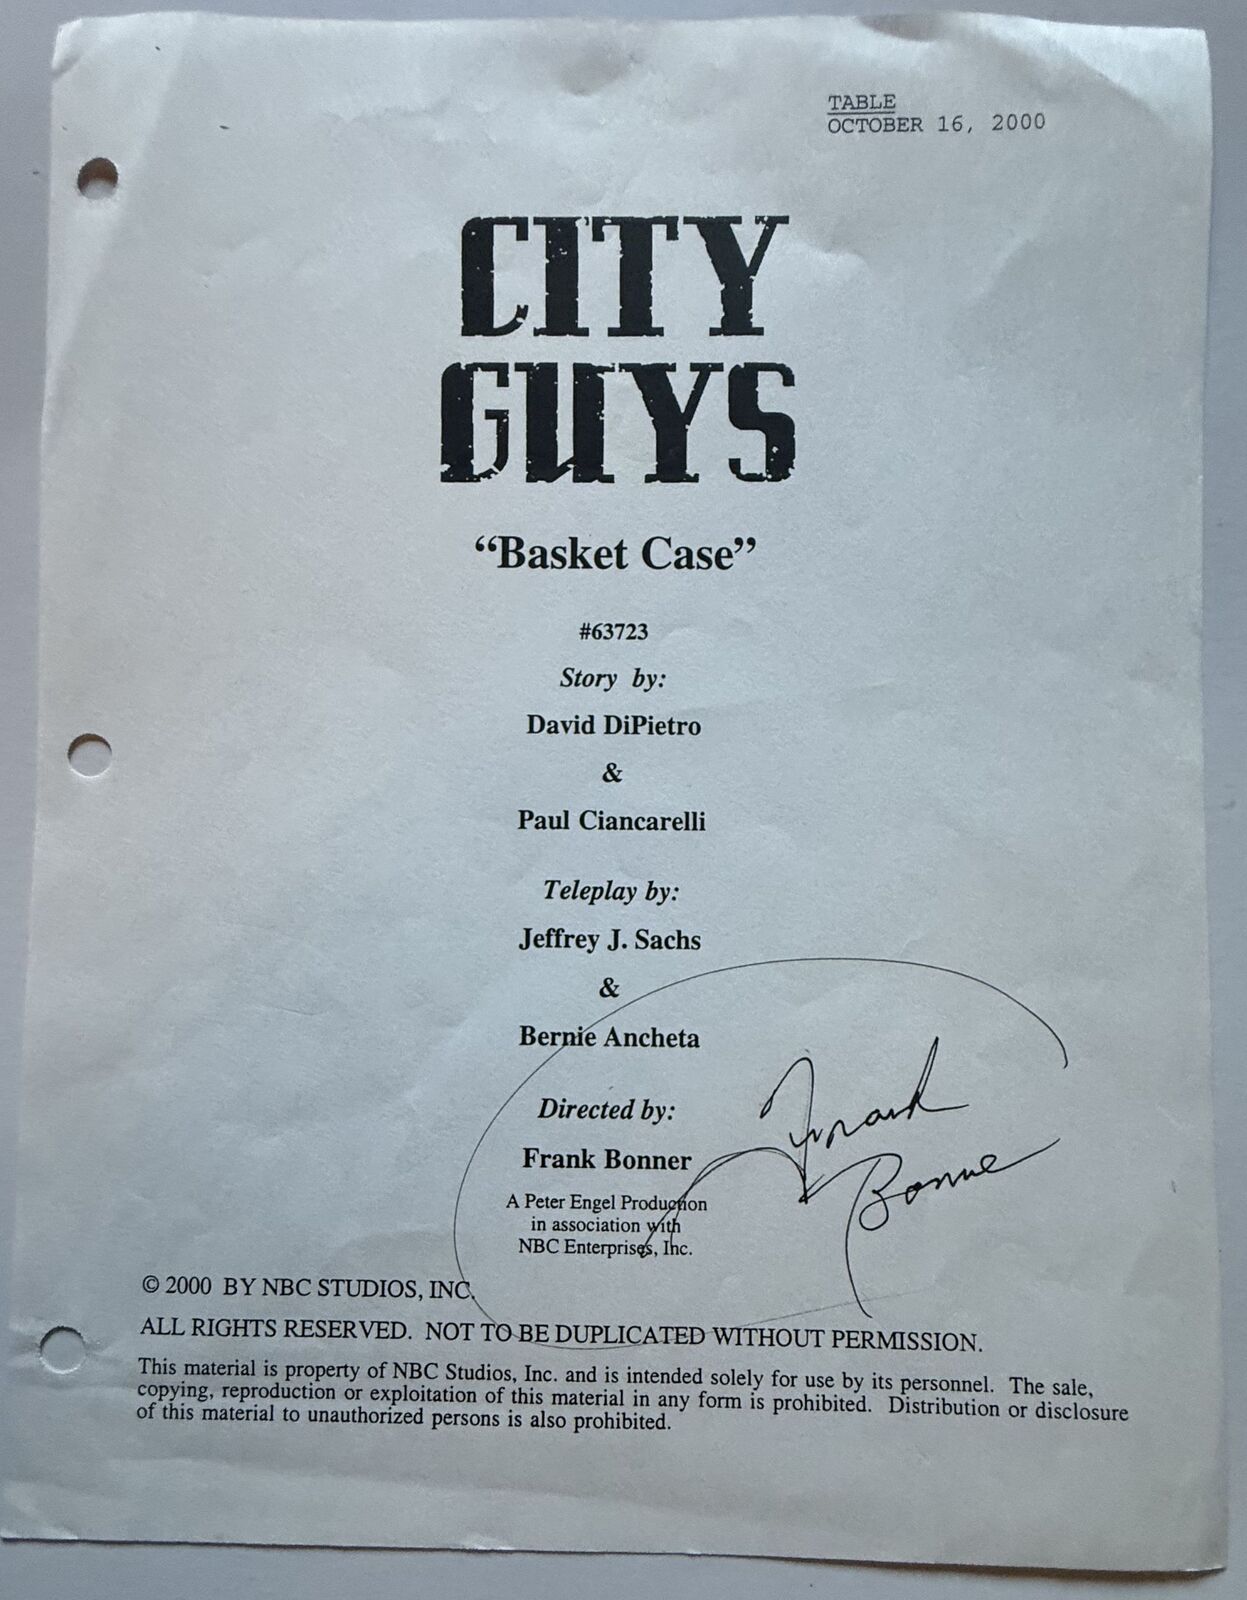 TABLE
OCTOBER 16, 2000
CITY
GUYS
“Basket Case”
#63723
Story by:
David DiPietro
&
Paul Ciancarelli
Teleplay by:
Jeffrey J. Sachs
&
Bernie Ancheta
Directed by:
Frank Bonner
Frank
Bonner
A Peter Engel Production
in association with
NBC Enterprises, Inc.
© 2000 BY NBC STUDIOS, INC.
ALL RIGHTS RESERVED. NOT TO BE DUPLICATED WITHOUT PERMISSION.
This material is property of NBC Studios, Inc. and is intended solely for use by its personnel. The sale,
copying, reproduction or exploitation of this material in any form is prohibited. Distribution or disclosure
of this material to unauthorized persons is also prohibited.